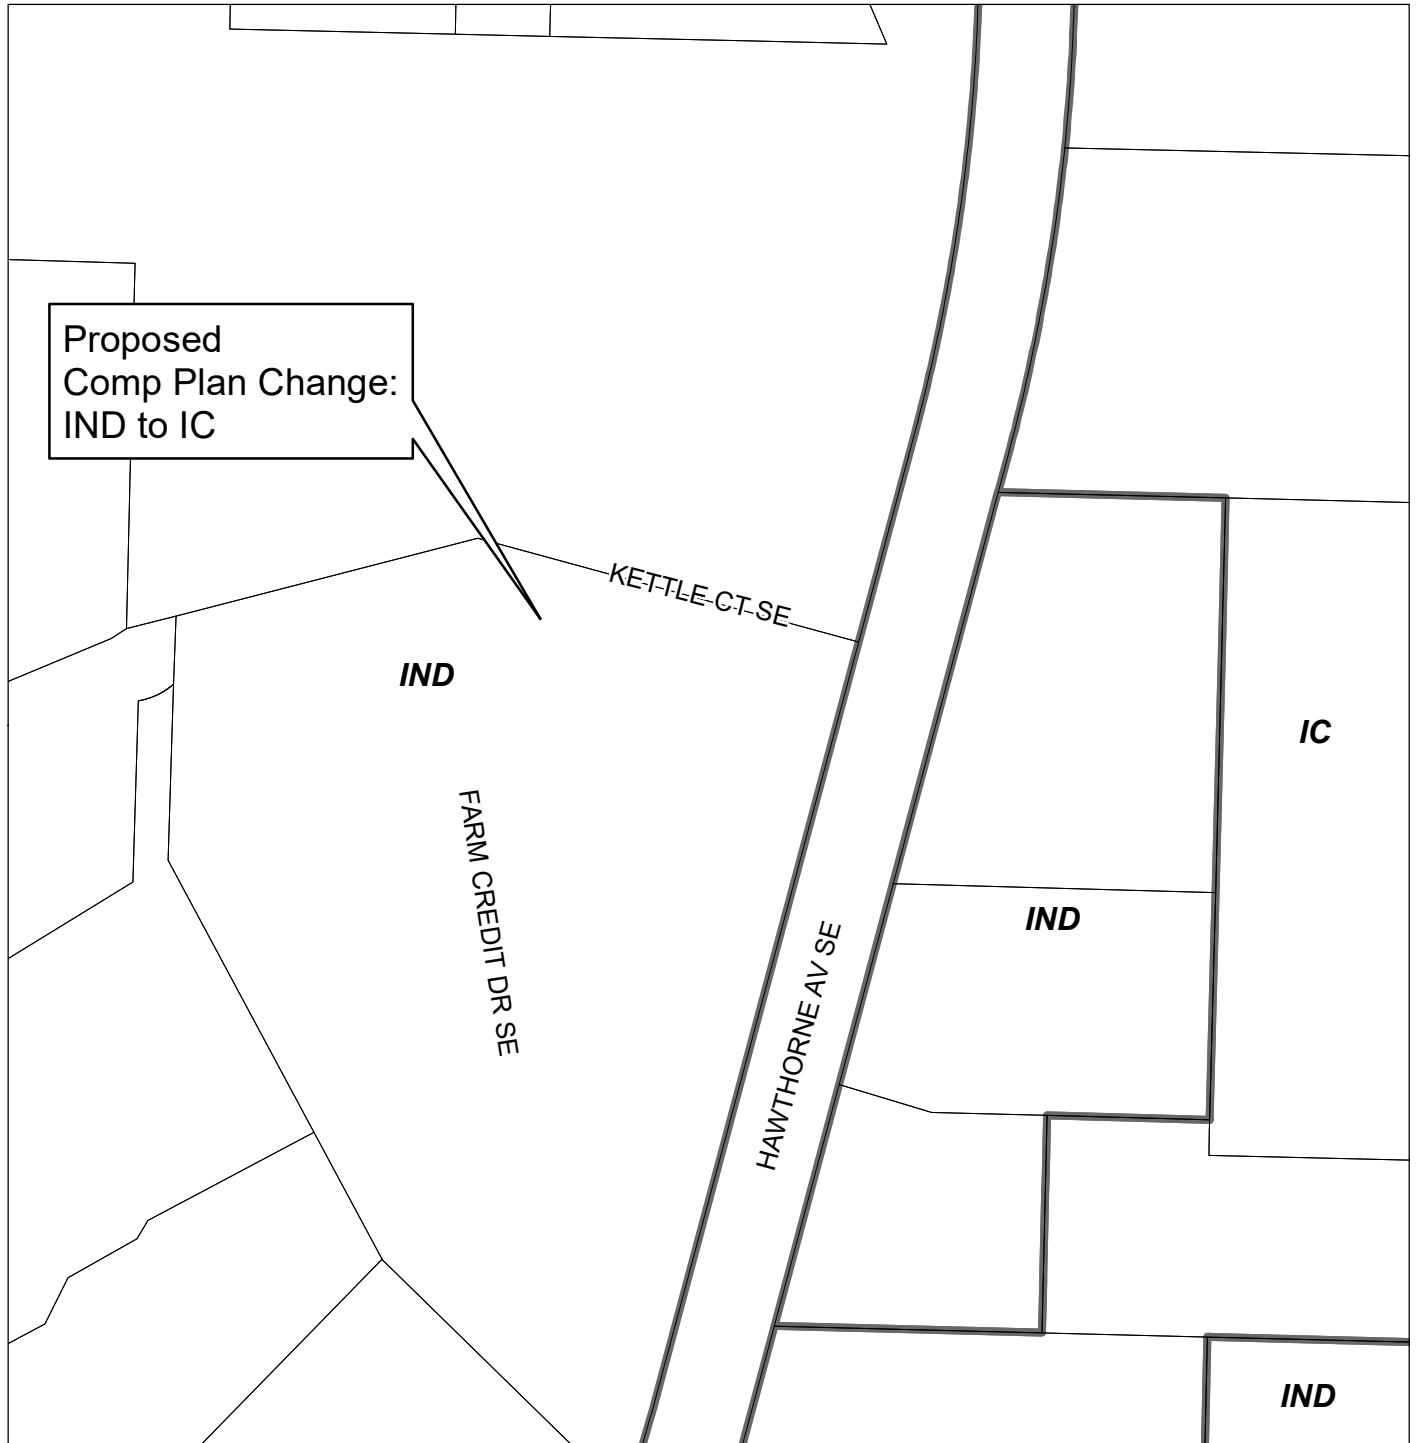 Proposed
Comp Plan Change:
IND to IC
KETTLE CT SE
IND
IC
FARM CREDIT DR SE
IND
HAWTHORNE AV SE
IND